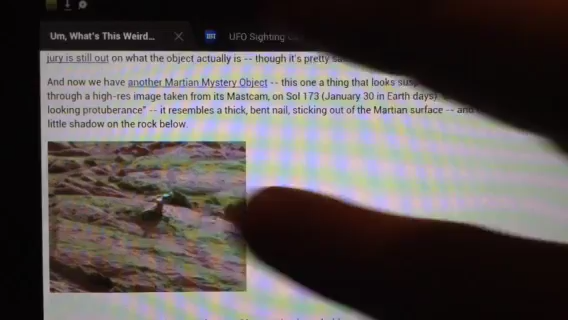 Um, What's This Weird...
UFO Sighting
jury is still out on what the object actually is -- though it's pretty
And now we have another Martian Mystery Object -- this one a thing that looks
through a high-res image taken from its Mastcam, on Sol 173 (January 30 in Earth days).
looking protuberance" -- it resembles a thick, bent nail, sticking out of the Martian surface -- and
little shadow on the rock below.